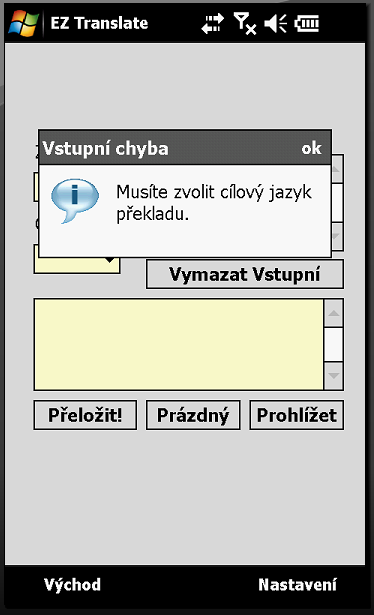 EZ Translate
Vstupní chyba ok
Musíte zvolit cílový jazyk
překladu.
Vymazat Vstupní
Přeložit! Prázdný Prohlížet
Východ Nastavení